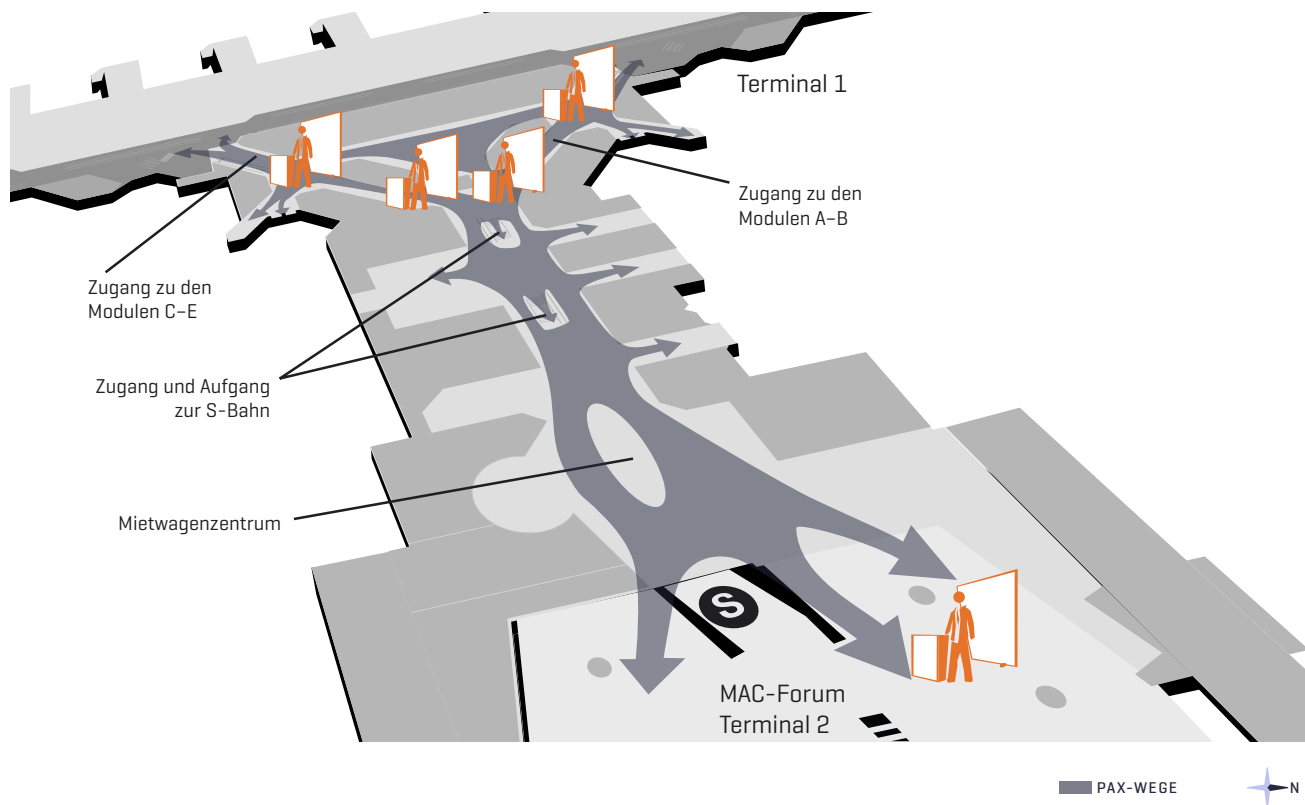 Terminal 1
Zugang zu den
Modulen A–B
Zugang zu den
Modulen C–E
Zugang und Aufgang
zur S-Bahn
Mietwagenzentrum
S
MAC-Forum
Terminal 2
PAX-WEGE
N